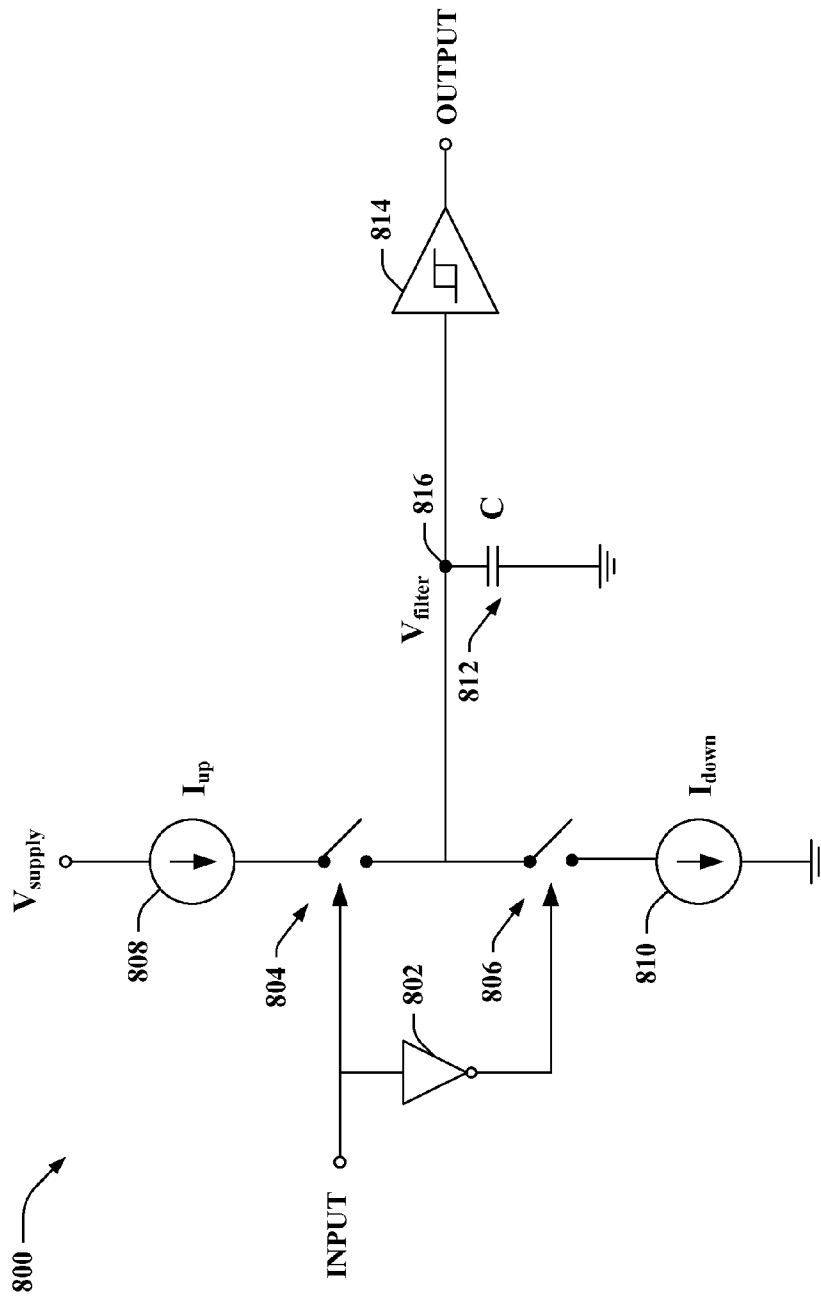 800
V_supply
808
I_up
804
INPUT
802
806
810
I_down
V_filter
816
812
C
814
OUTPUT